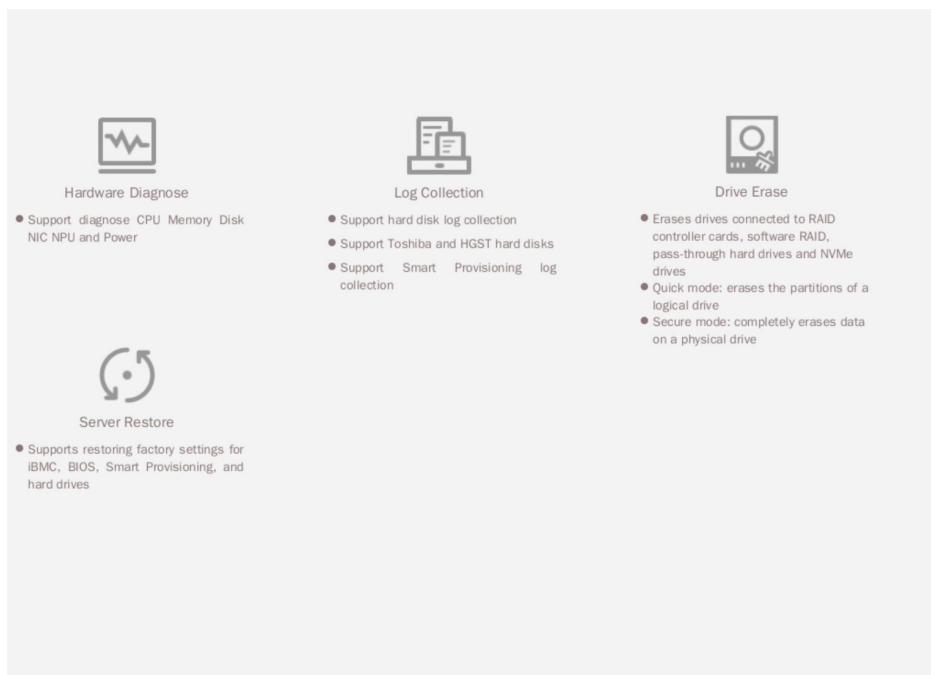 Hardware Diagnose
● Support diagnose CPU Memory Disk
NIC NPU and Power
Log Collection
● Support hard disk log collection
● Support Toshiba and HGST hard disks
● Support Smart Provisioning log
collection
Drive Erase
● Erases drives connected to RAID
controller cards, software RAID,
pass-through hard drives and NVMe
drives
● Quick mode: erases the partitions of a
logical drive
● Secure mode: completely erases data
on a physical drive
Server Restore
● Supports restoring factory settings for
iBMC, BIOS, Smart Provisioning, and
hard drives